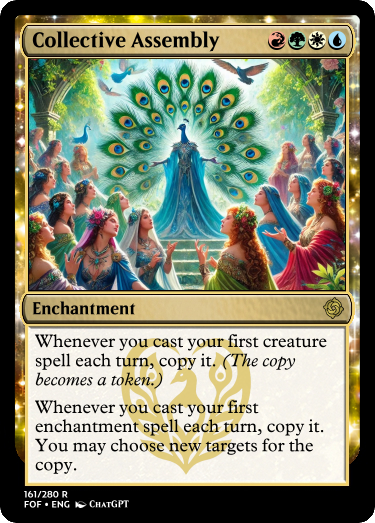 Collective Assembly
Enchantment
Whenever you cast your first creature
spell each turn, copy it. (The copy
becomes a token.)
Whenever you cast your first
enchantment spell each turn, copy it.
You may choose new targets for the
copy.
161/280 R
FOF • ENG ChatGPT